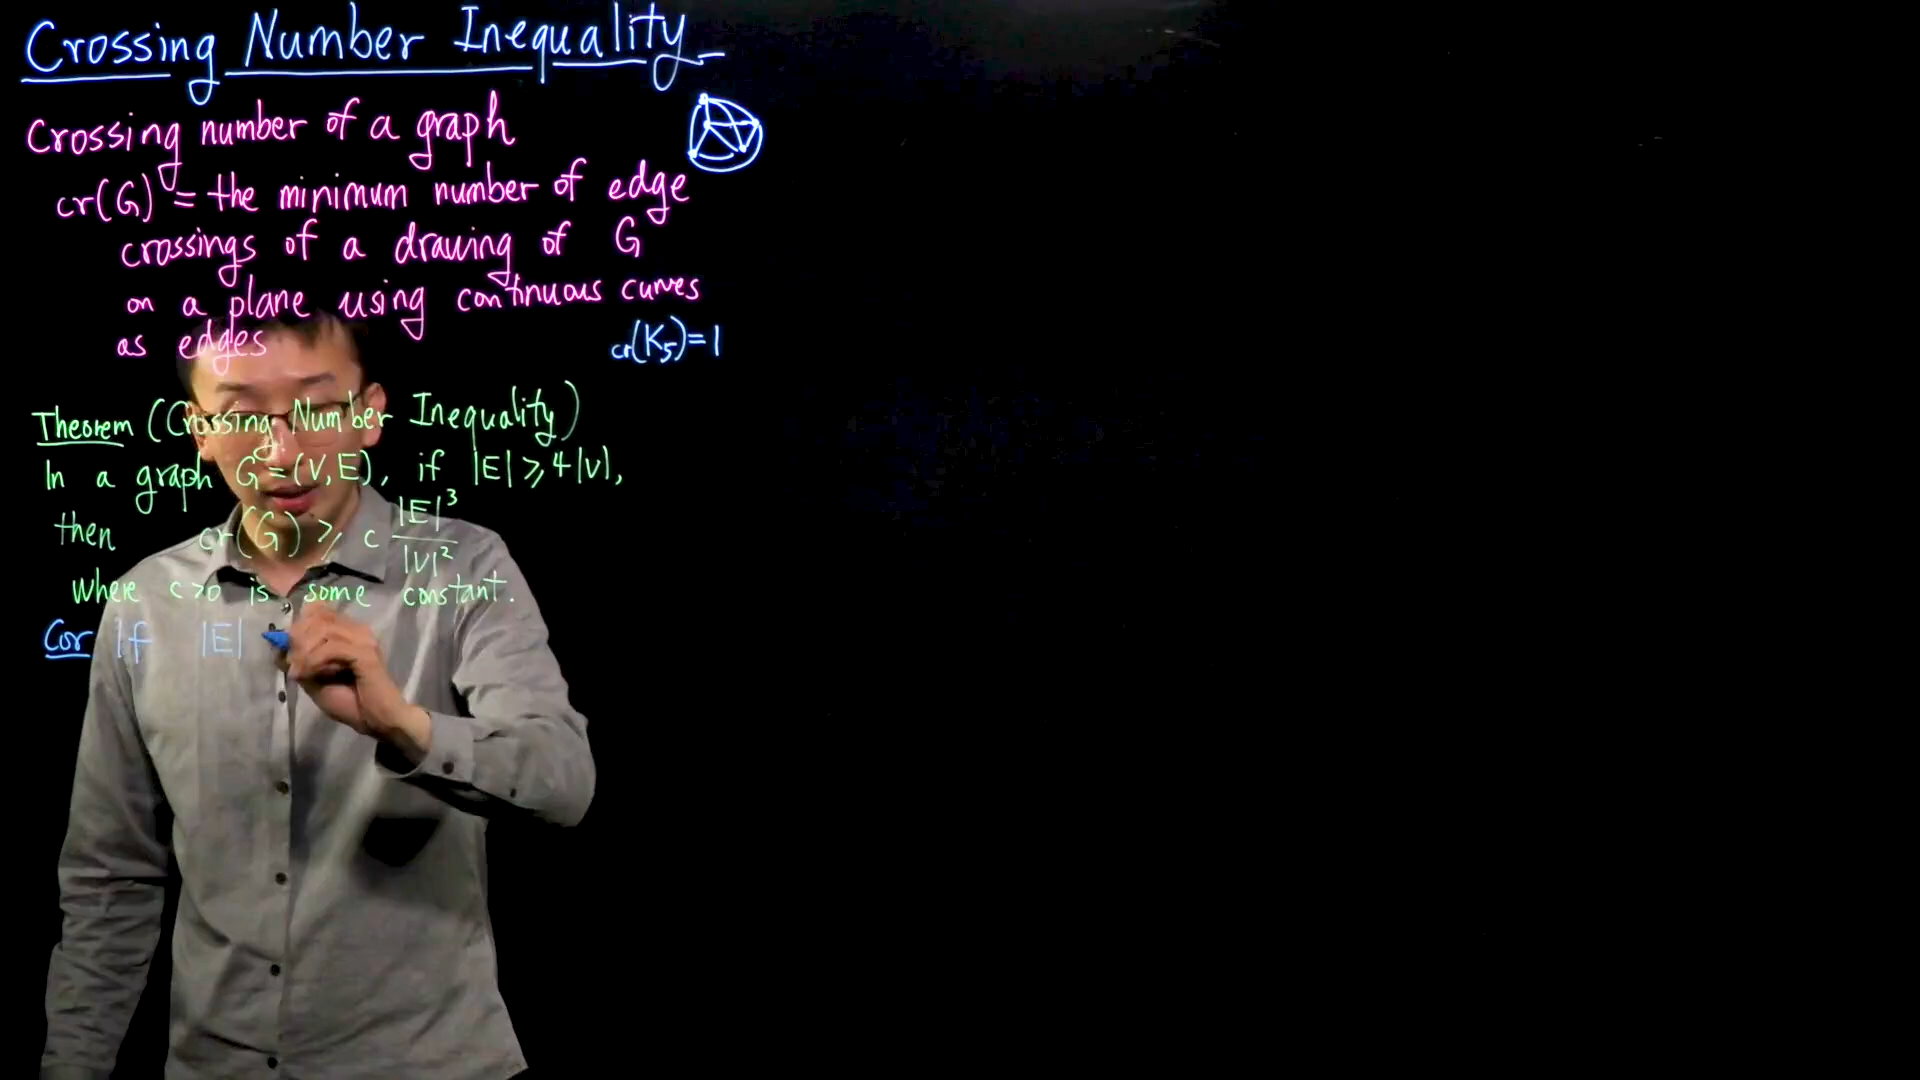 Crossing Number Inequality
Crossing number of a graph
cr(G) = the minimum number of edge
crossings of a drawing of G
on a plane using continuous curves
as edges
cr(K₅)=1
Theorem (Crossing Number Inequality)
In a graph G=(V,E), if |E| ⩾ 4|V|,
then cr(G) ⩾ c |E|³/|V|²
where c>0 is some constant.
Cor If |E|